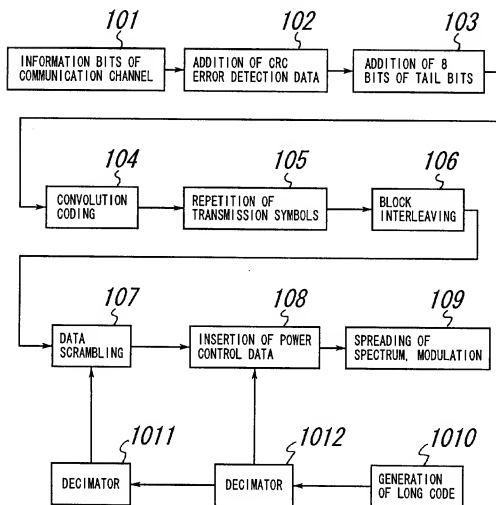 101
102
103
INFORMATION BITS OF
COMMUNICATION CHANNEL
ADDITION OF CRC
ERROR DETECTION DATA
ADDITION OF 8
BITS OF TAIL BITS
104
105
106
CONVOLUTION
CODING
REPETITION OF
TRANSMISSION SYMBOLS
BLOCK
INTERLEAVING
107
108
109
DATA
SCRAMBLING
INSERTION OF POWER
CONTROL DATA
SPREADING OF
SPECTRUM, MODULATION
1011
1012
1010
DECIMATOR
DECIMATOR
GENERATION
OF LONG CODE